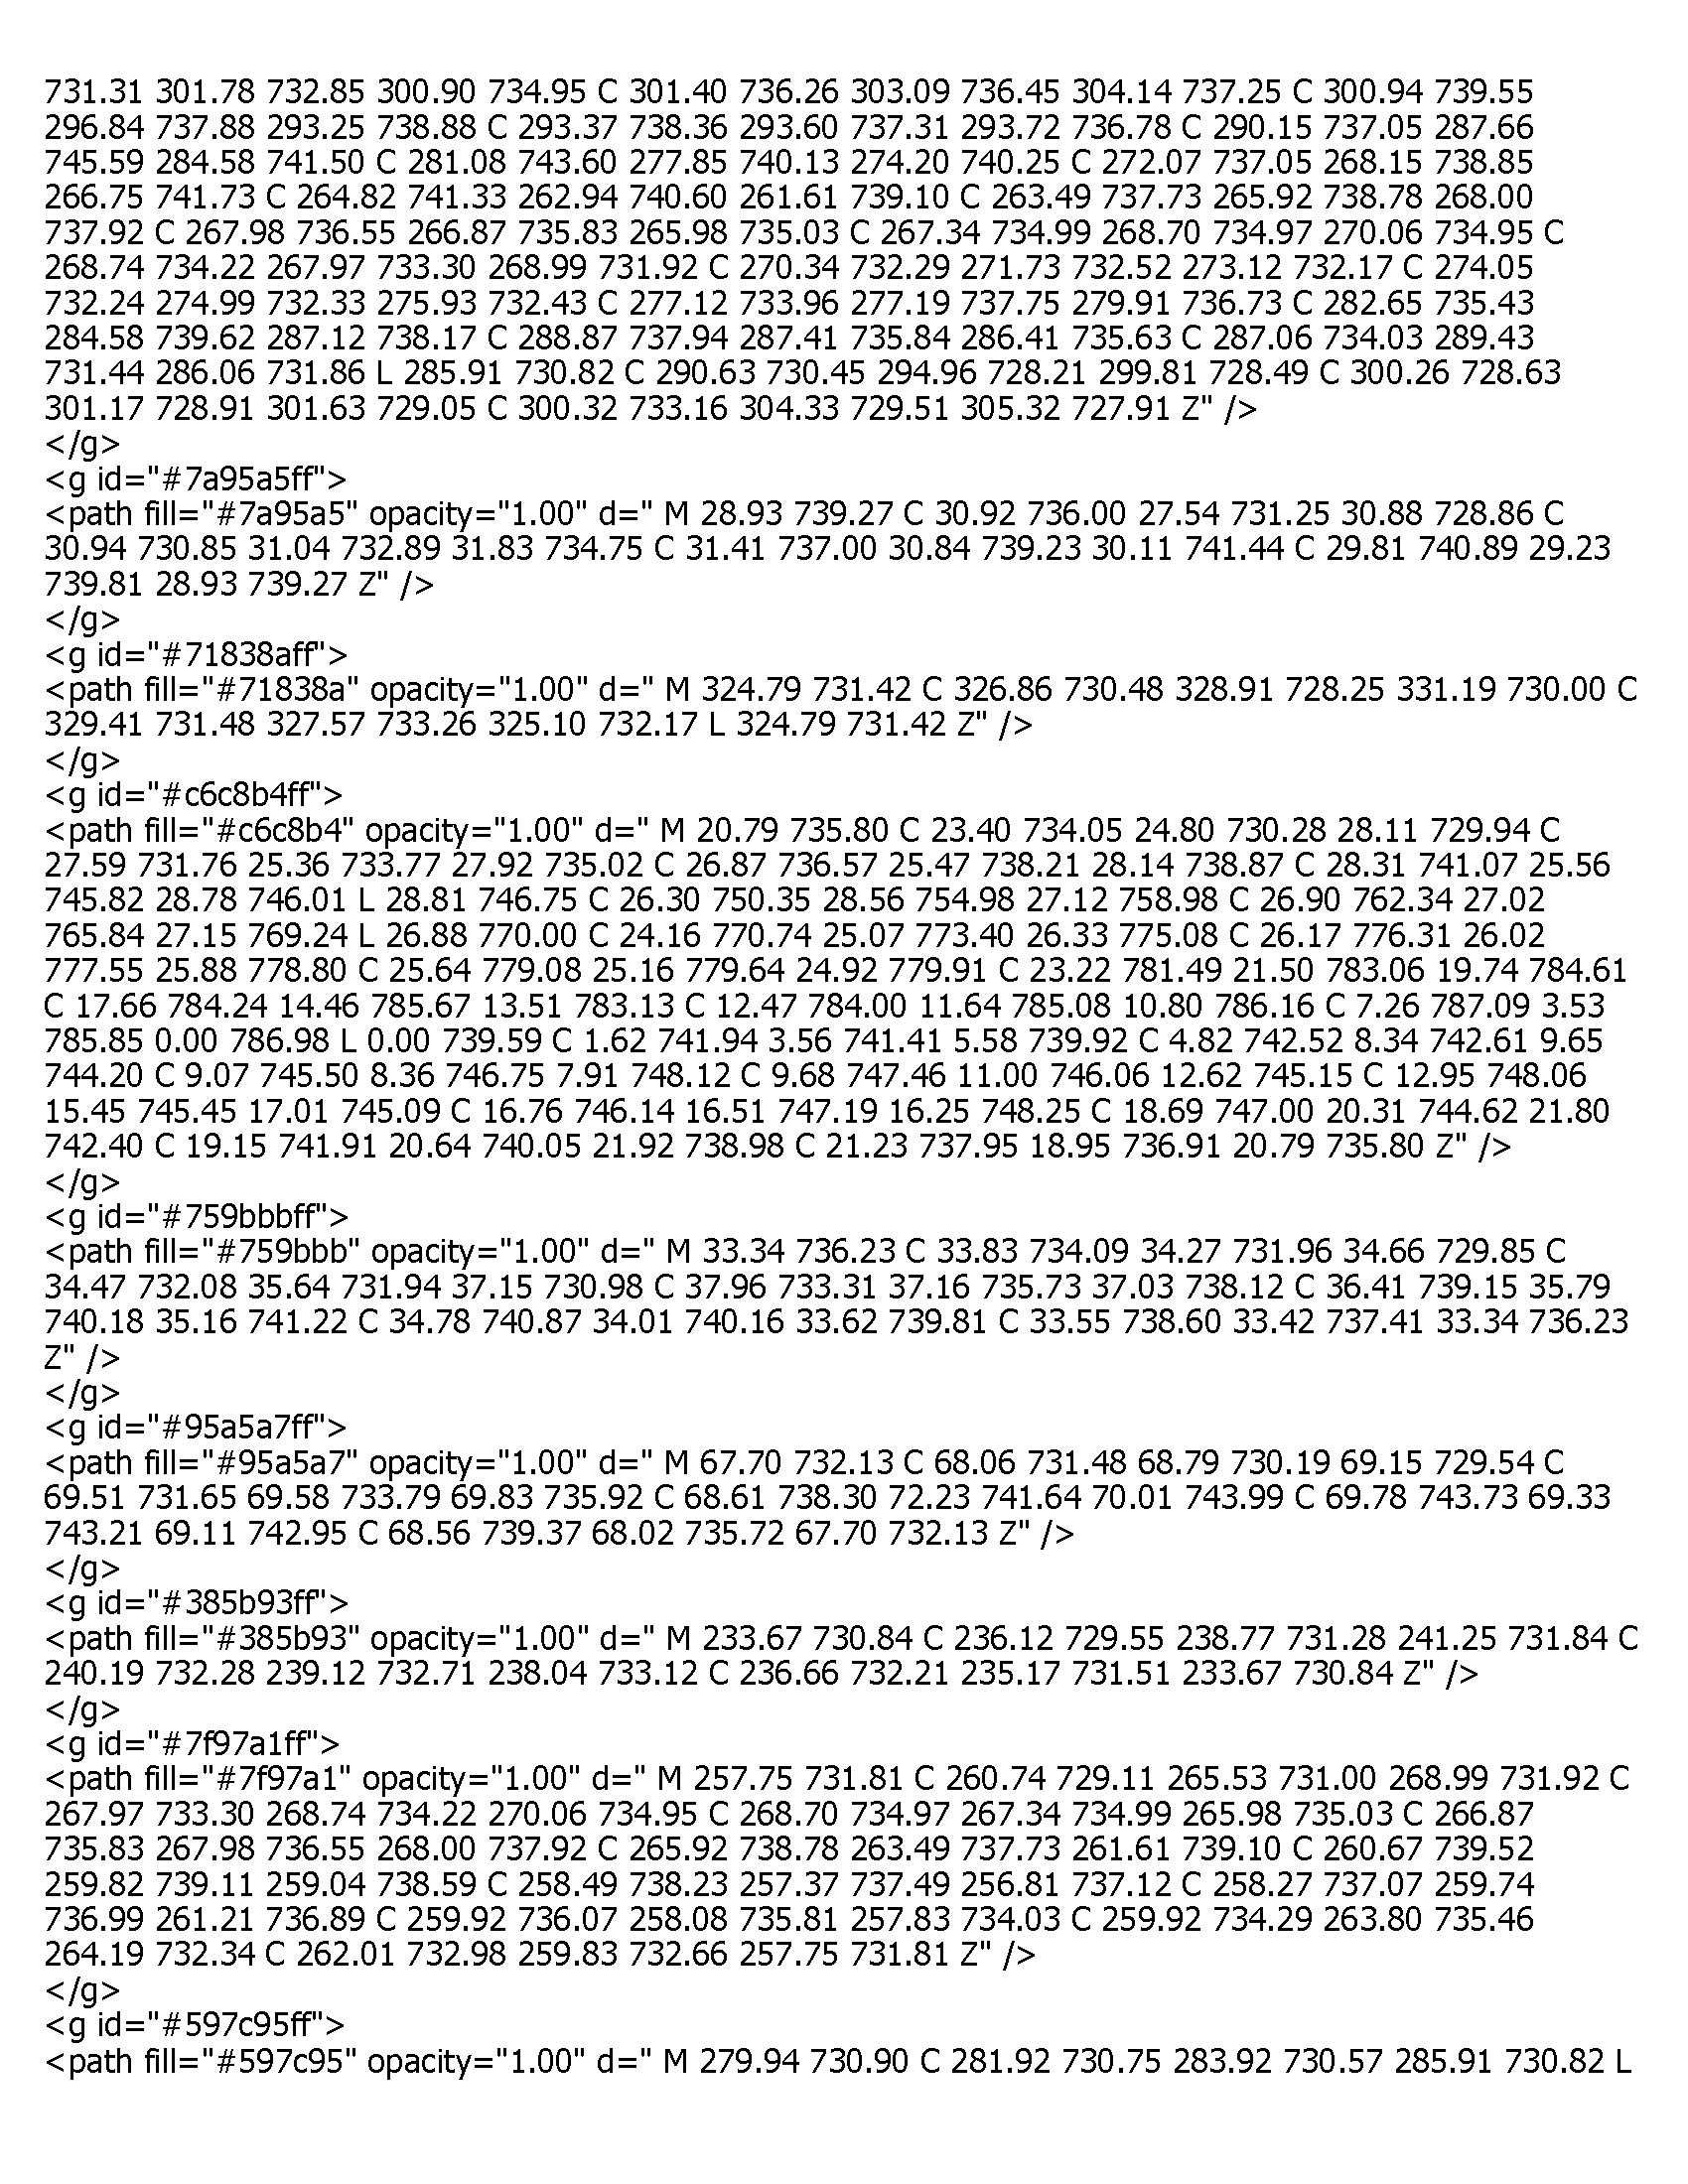 731.31 301.78 732.85 300.90 734.95 C 301.40 736.26 303.09 736.45 304.14 737.25 C 300.94 739.55
296.84 737.88 293.25 738.88 C 293.37 738.36 293.60 737.31 293.72 736.78 C 290.15 737.05 287.66
745.59 284.58 741.50 C 281.08 743.60 277.85 740.13 274.20 740.25 C 272.07 737.05 268.15 738.85
266.75 741.73 C 264.82 741.33 262.94 740.60 261.61 739.10 C 263.49 737.73 265.92 738.78 268.00
737.92 C 267.98 736.55 266.87 735.83 265.98 735.03 C 267.34 734.99 268.70 734.97 270.06 734.95 C
268.74 734.22 267.97 733.30 268.99 731.92 C 270.34 732.29 271.73 732.52 273.12 732.17 C 274.05
732.24 274.99 732.33 275.93 732.43 C 277.12 733.96 277.19 737.75 279.91 736.73 C 282.65 735.43
284.58 739.62 287.12 738.17 C 288.87 737.94 287.41 735.84 286.41 735.63 C 287.06 734.03 289.43
731.44 286.06 731.86 L 285.91 730.82 C 290.63 730.45 294.96 728.21 299.81 728.49 C 300.26 728.63
301.17 728.91 301.63 729.05 C 300.32 733.16 304.33 729.51 305.32 727.91 Z" />
</g>
<g id="#7a95a5ff">
<path fill="#7a95a5" opacity="1.00" d=" M 28.93 739.27 C 30.92 736.00 27.54 731.25 30.88 728.86 C
30.94 730.85 31.04 732.89 31.83 734.75 C 31.41 737.00 30.84 739.23 30.11 741.44 C 29.81 740.89 29.23
739.81 28.93 739.27 Z" />
</g>
<g id="#71838aff">
<path fill="#71838a" opacity="1.00" d=" M 324.79 731.42 C 326.86 730.48 328.91 728.25 331.19 730.00 C
329.41 731.48 327.57 733.26 325.10 732.17 L 324.79 731.42 Z" />
</g>
<g id="#c6c8b4ff">
<path fill="#c6c8b4" opacity="1.00" d=" M 20.79 735.80 C 23.40 734.05 24.80 730.28 28.11 729.94 C
27.59 731.76 25.36 733.77 27.92 735.02 C 26.87 736.57 25.47 738.21 28.14 738.87 C 28.31 741.07 25.56
745.82 28.78 746.01 L 28.81 746.75 C 26.30 750.35 28.56 754.98 27.12 758.98 C 26.90 762.34 27.02
765.84 27.15 769.24 L 26.88 770.00 C 24.16 770.74 25.07 773.40 26.33 775.08 C 26.17 776.31 26.02
777.55 25.88 778.80 C 25.64 779.08 25.16 779.64 24.92 779.91 C 23.22 781.49 21.50 783.06 19.74 784.61
C 17.66 784.24 14.46 785.67 13.51 783.13 C 12.47 784.00 11.64 785.08 10.80 786.16 C 7.26 787.09 3.53
785.85 0.00 786.98 L 0.00 739.59 C 1.62 741.94 3.56 741.41 5.58 739.92 C 4.82 742.52 8.34 742.61 9.65
744.20 C 9.07 745.50 8.36 746.75 7.91 748.12 C 9.68 747.46 11.00 746.06 12.62 745.15 C 12.95 748.06
15.45 745.45 17.01 745.09 C 16.76 746.14 16.51 747.19 16.25 748.25 C 18.69 747.00 20.31 744.62 21.80
742.40 C 19.15 741.91 20.64 740.05 21.92 738.98 C 21.23 737.95 18.95 736.91 20.79 735.80 Z" />
</g>
<g id="#759bbbff">
<path fill="#759bbb" opacity="1.00" d=" M 33.34 736.23 C 33.83 734.09 34.27 731.96 34.66 729.85 C
34.47 732.08 35.64 731.94 37.15 730.98 C 37.96 733.31 37.16 735.73 37.03 738.12 C 36.41 739.15 35.79
740.18 35.16 741.22 C 34.78 740.87 34.01 740.16 33.62 739.81 C 33.55 738.60 33.42 737.41 33.34 736.23
Z" />
</g>
<g id="#95a5a7ff">
<path fill="#95a5a7" opacity="1.00" d=" M 67.70 732.13 C 68.06 731.48 68.79 730.19 69.15 729.54 C
69.51 731.65 69.58 733.79 69.83 735.92 C 68.61 738.30 72.23 741.64 70.01 743.99 C 69.78 743.73 69.33
743.21 69.11 742.95 C 68.56 739.37 68.02 735.72 67.70 732.13 Z" />
</g>
<g id="#385b93ff">
<path fill="#385b93" opacity="1.00" d=" M 233.67 730.84 C 236.12 729.55 238.77 731.28 241.25 731.84 C
240.19 732.28 239.12 732.71 238.04 733.12 C 236.66 732.21 235.17 731.51 233.67 730.84 Z" />
</g>
<g id="#7f97a1ff">
<path fill="#7f97a1" opacity="1.00" d=" M 257.75 731.81 C 260.74 729.11 265.53 731.00 268.99 731.92 C
267.97 733.30 268.74 734.22 270.06 734.95 C 268.70 734.97 267.34 734.99 265.98 735.03 C 266.87
735.83 267.98 736.55 268.00 737.92 C 265.92 738.78 263.49 737.73 261.61 739.10 C 260.67 739.52
259.82 739.11 259.04 738.59 C 258.49 738.23 257.37 737.49 256.81 737.12 C 258.27 737.07 259.74
736.99 261.21 736.89 C 259.92 736.07 258.08 735.81 257.83 734.03 C 259.92 734.29 263.80 735.46
264.19 732.34 C 262.01 732.98 259.83 732.66 257.75 731.81 Z" />
</g>
<g id="#597c95ff">
<path fill="#597c95" opacity="1.00" d=" M 279.94 730.90 C 281.92 730.75 283.92 730.57 285.91 730.82 L